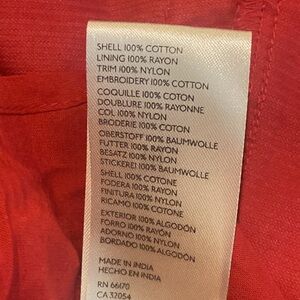 SHELL 100% COTTON
LINING 100% RAYON
TRIM 100% NYLON
EMBROIDERY 100% COTTON
COQUILLE 100% COTON
DOUBLURE 100% RAYONNE
COL 100% NYLON
BRODERIE 100% COTON
OBERSTOFF 100% BAUMWOLLE
FUTTER 100% RAYON
BESATZ 100% NYLON
STICKEREI 100% BAUMWOLLE
SHELL 100% COTONE
FODERA 100% RAYON
FINITURA 100% NYLON
RICAMO 100% COTONE
EXTERIOR 100% ALGODÓN
FORRO 100% RAYÓN
ADORNO 100% NYLON
BORDADO 100% ALGODÓN
MADE IN INDIA
HECHO EN INDIA
RN 66170
CA 32054